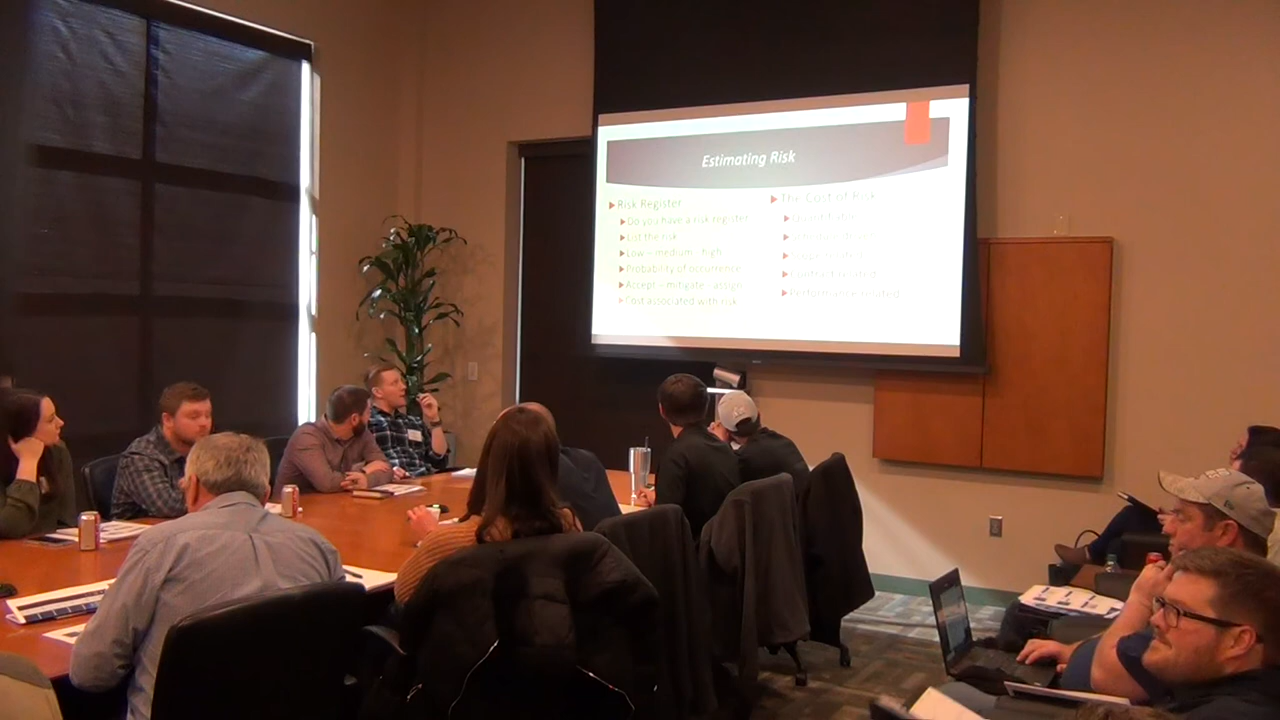 Estimating Risk
Risk Register
Do you have a risk register
List the risk
Low – medium - high
Probability of occurrence
Accept – mitigate - assign
Cost associated with risk
The Cost of Risk
Quantifiable
Contract related
Performance related